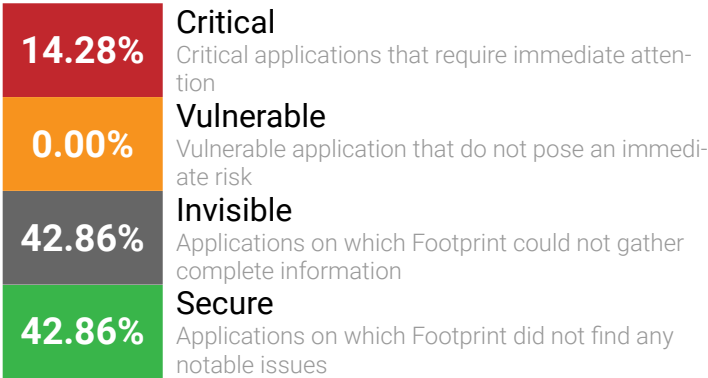 14.28%
Critical
Critical applications that require immediate atten-
tion
0.00%
Vulnerable
Vulnerable application that do not pose an immedi-
ate risk
42.86%
Invisible
Applications on which Footprint could not gather
complete information
42.86%
Secure
Applications on which Footprint did not find any
notable issues